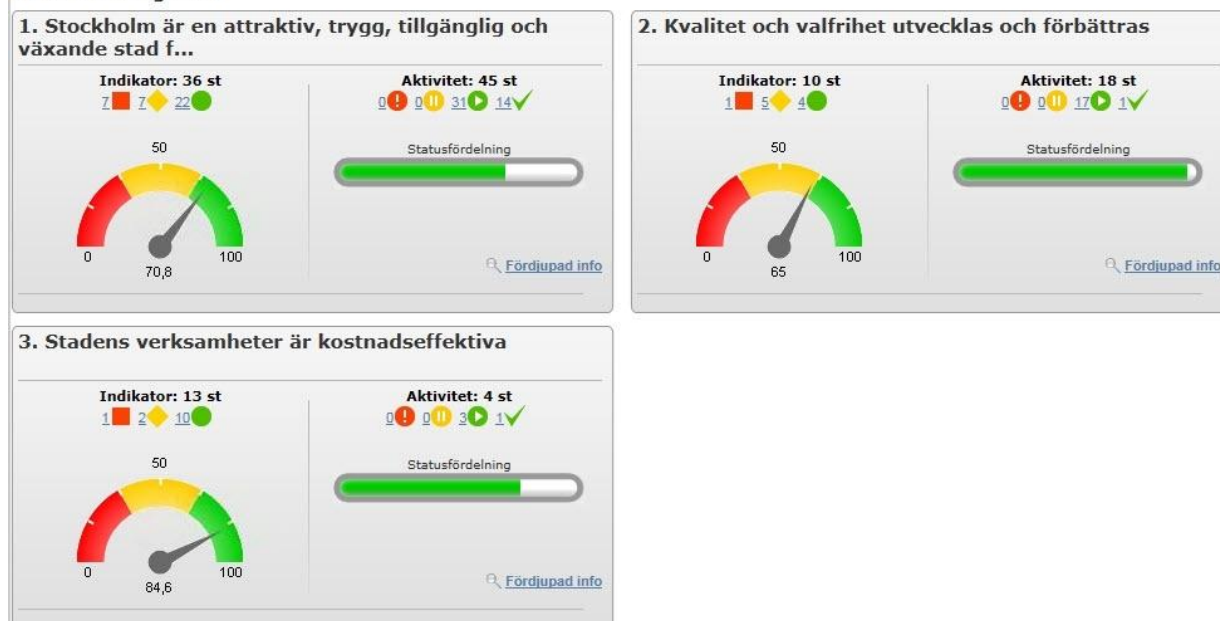 1. Stockholm är en attraktiv, trygg, tillgänglig och
växande stad f...
Indikator: 36 st
7 7 22
50
0 100
70,8
Aktivitet: 45 st
0 0 31 14
Statusfördelning
Fördjupad info
2. Kvalitet och valfrihet utvecklas och förbättras
Indikator: 10 st
1 5 4
50
0 100
65
Aktivitet: 18 st
0 0 17 1
Statusfördelning
Fördjupad info
3. Stadens verksamheter är kostnadseffektiva
Indikator: 13 st
1 2 10
50
0 100
84,6
Aktivitet: 4 st
0 0 3 1
Statusfördelning
Fördjupad info